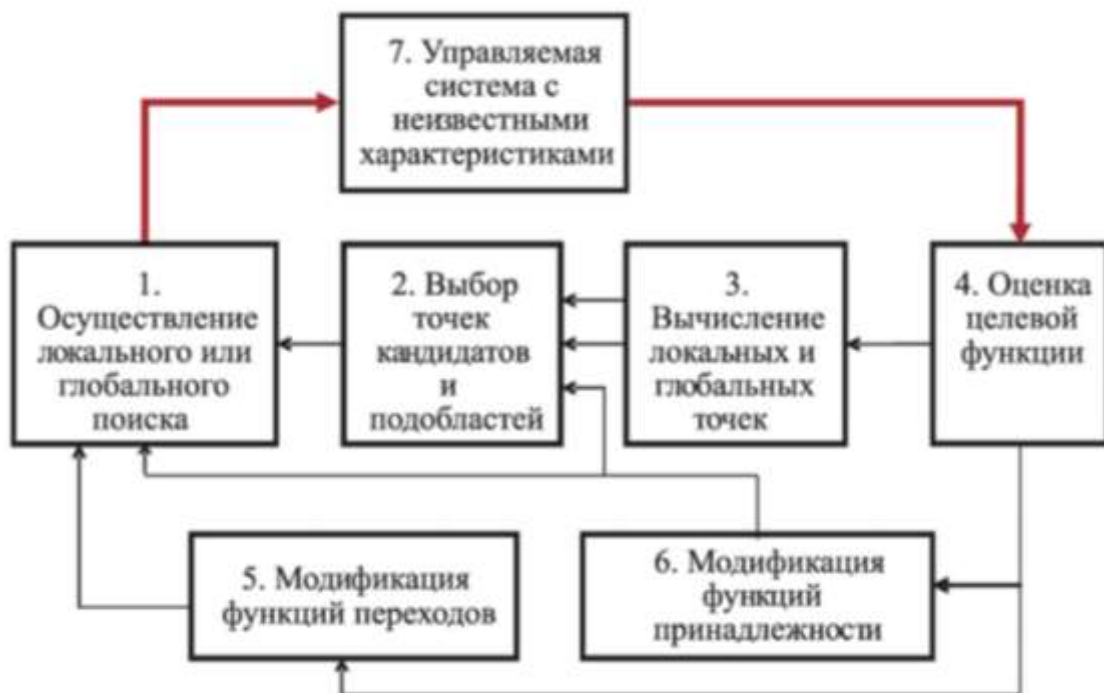 7. Управляемая
система с
неизвестными
характеристиками
1.
Осуществление
локального или
глобального
поиска
2. Выбор
точек
кандидатов
и
подобластей
3.
Вычисление
локальных и
глобальных
точек
4. Оценка
целевой
функции
5. Модификация
функций переходов
6. Модификация
функций
принадлежности